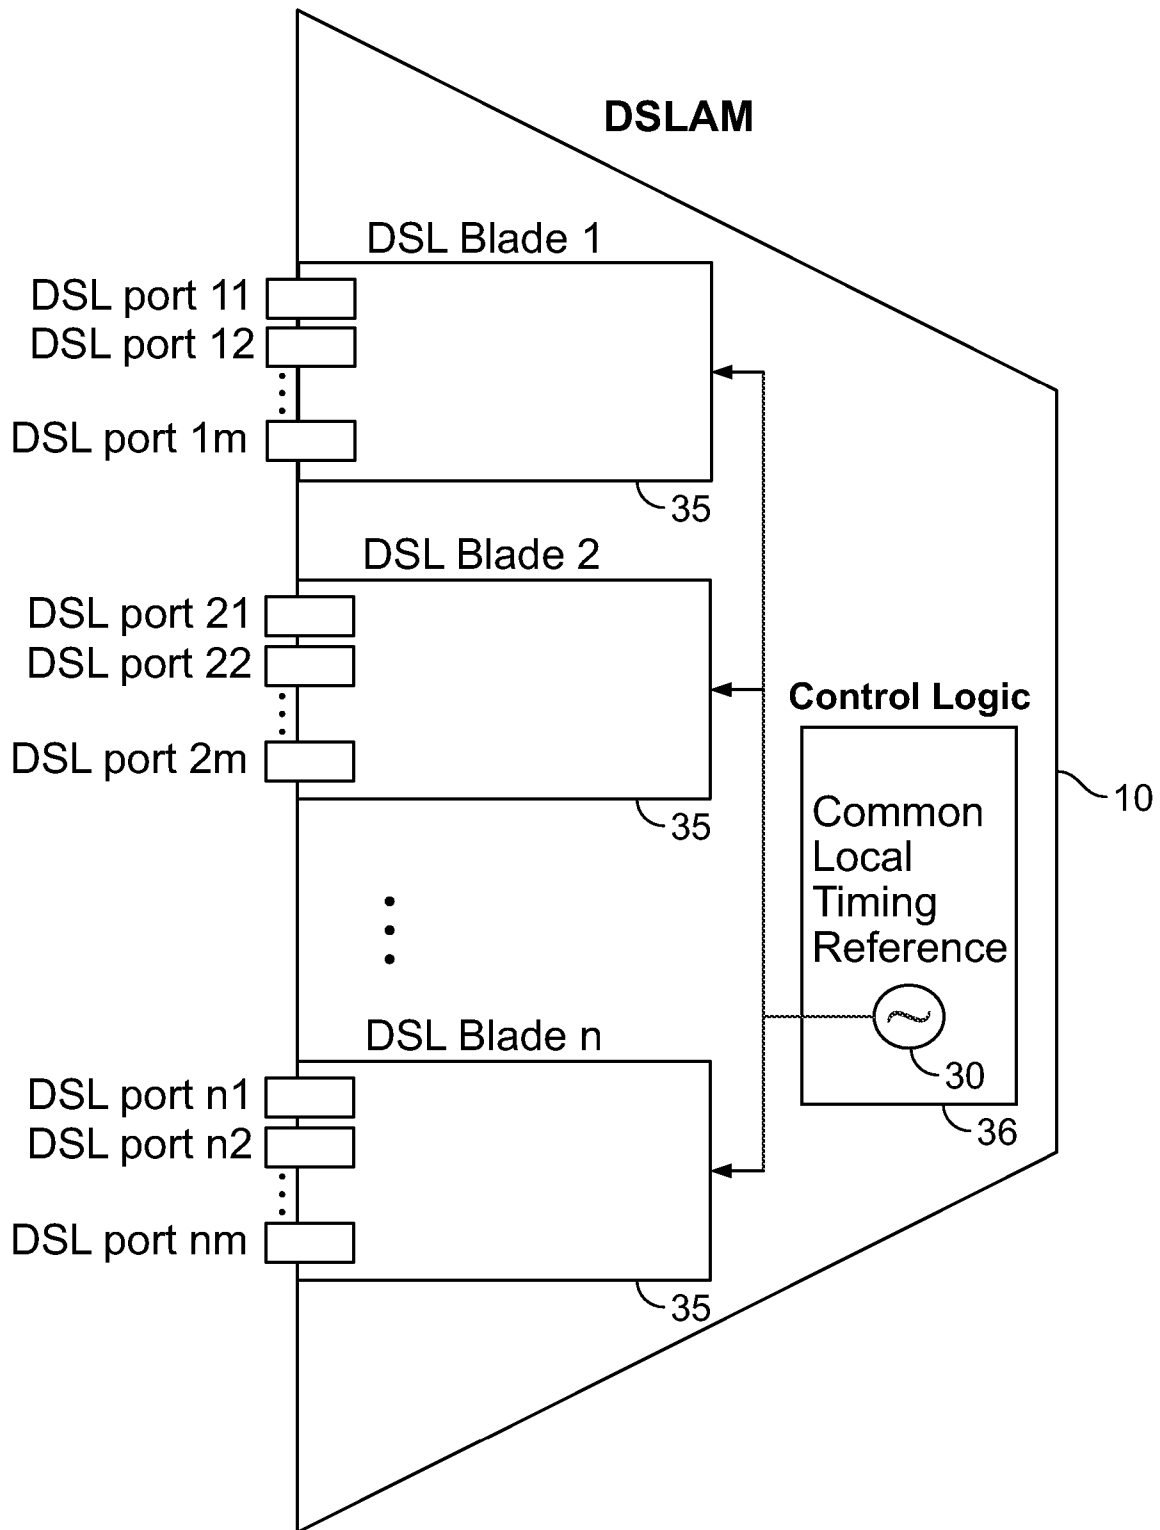 DSLAM
DSL Blade 1
DSL port 11
DSL port 12
DSL port 1m
35
DSL Blade 2
DSL port 21
DSL port 22
DSL port 2m
35
Control Logic
Common
Local
Timing
Reference
30
36
10
DSL Blade n
DSL port n1
DSL port n2
DSL port nm
35